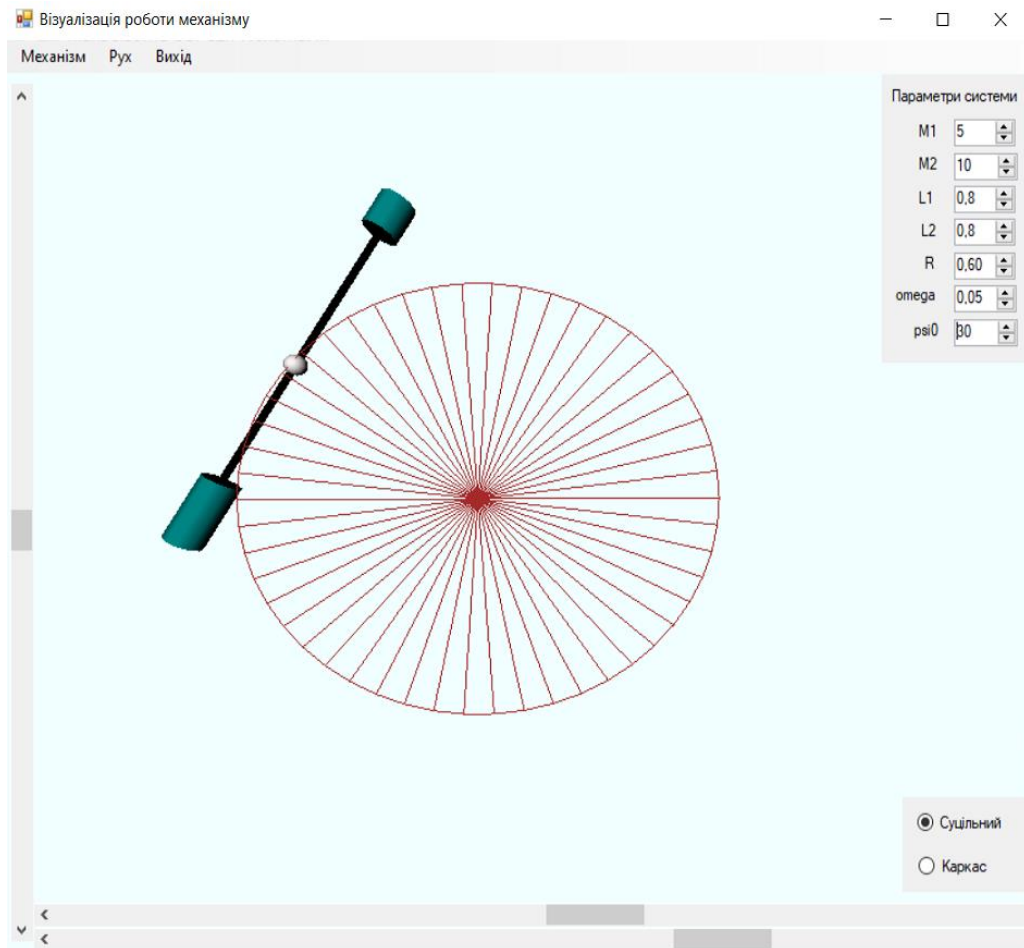 Візуалізація роботи механізму
Механізм Рух Вихід
Параметри системи
M1 5
M2 10
L1 0,8
L2 0,8
R 0,60
omega 0,05
psi0 30
Суцільний
Каркас